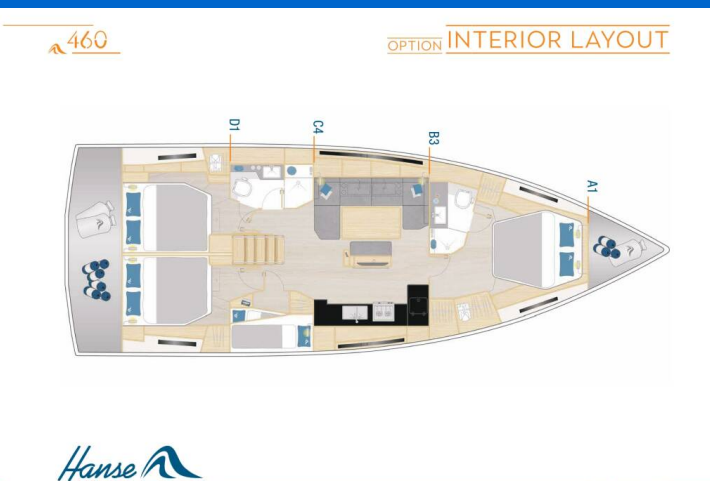 460
OPTION INTERIOR LAYOUT
D1
C4
B3
A1
Hanse